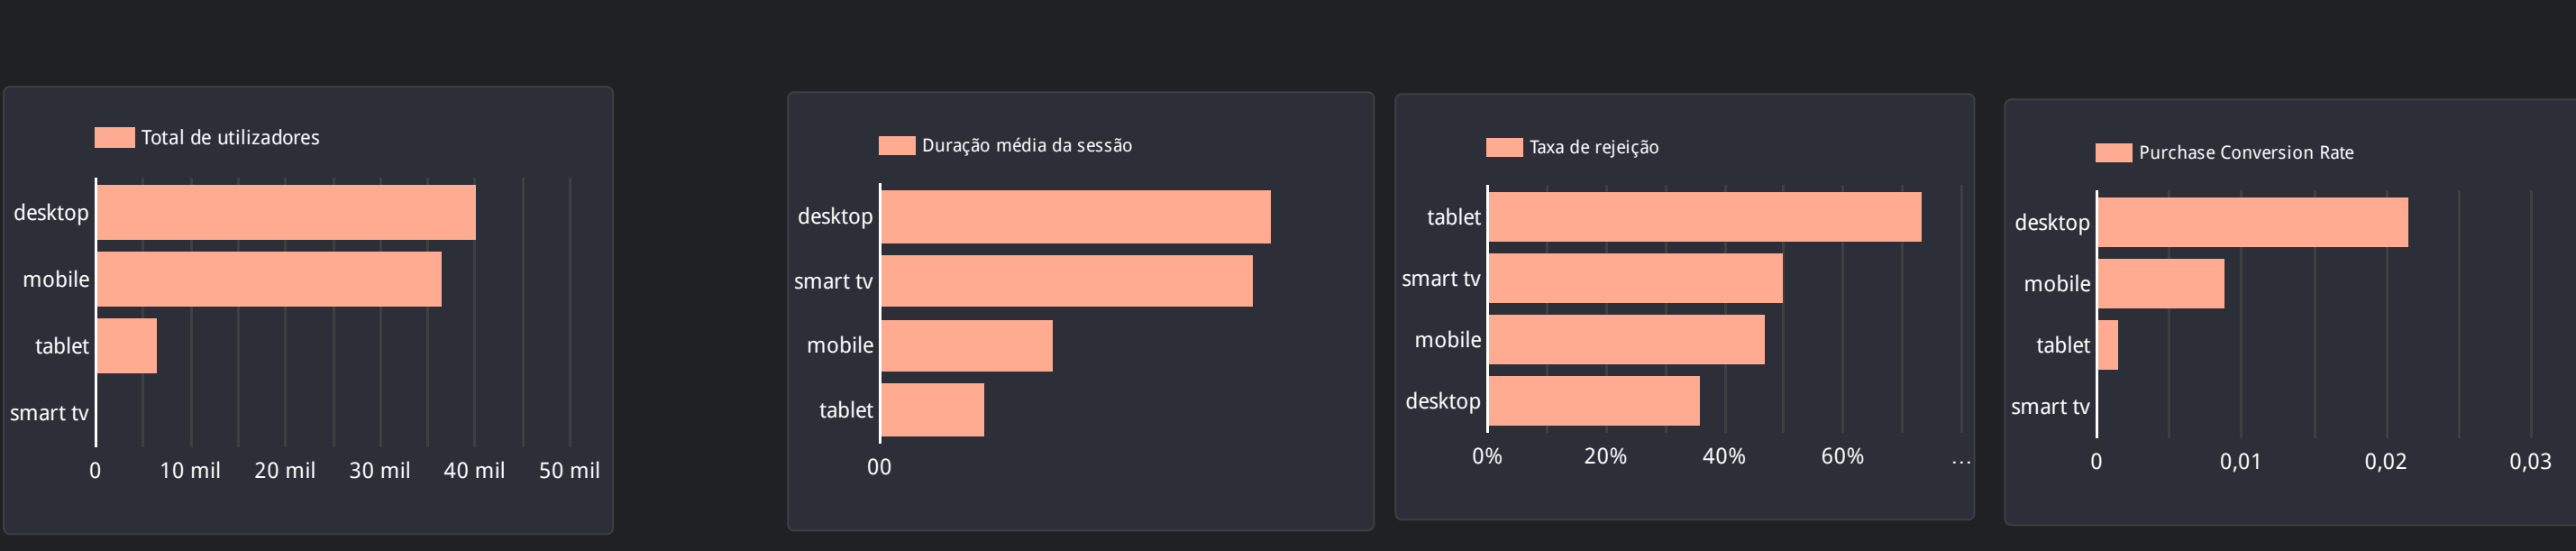 Total de utilizadores
desktop
mobile
tablet
smart tv
0 10 mil 20 mil 30 mil 40 mil 50 mil
Duração média da sessão
desktop
smart tv
mobile
tablet
00
Taxa de rejeição
tablet
smart tv
mobile
desktop
0% 20% 40% 60% ...
Purchase Conversion Rate
desktop
mobile
tablet
smart tv
0 0,01 0,02 0,03